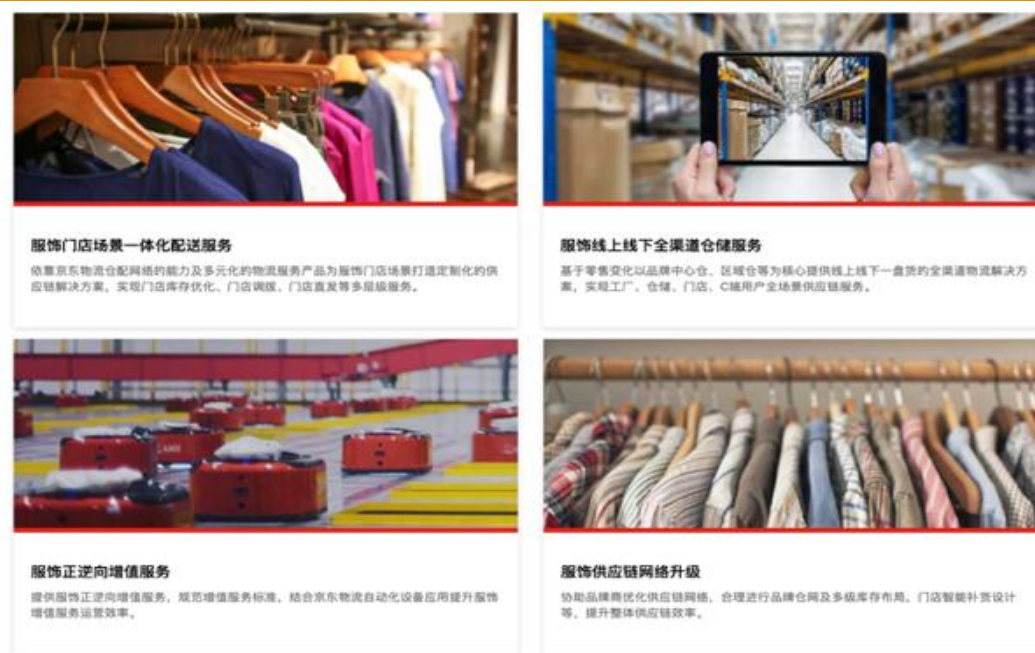 服饰门店场景一体化配送服务
依靠京东物流仓配网络的能力及多元化的物流服务产品为服饰门店场景打造定制化的供
应链解决方案，实现门店库存优化、门店调拨、门店直发等多层级服务。
服饰线上线下全渠道仓储服务
基于零售变化以品牌中心仓、区域仓等为核心提供线上线下一盘货的全渠道物流解决方
案，实现工厂、仓储、门店、C端用户全场景供应链服务。
服饰正逆向增值服务
提供服饰正逆向增值服务，规范增值服务标准，结合京东物流自动化设备应用提升服饰
增值服务运营效率。
服饰供应链网络升级
协助品牌商优化供应链网络，合理进行品牌仓网及多级库存布局、门店智能补货设计
等，提升整体供应链效率。